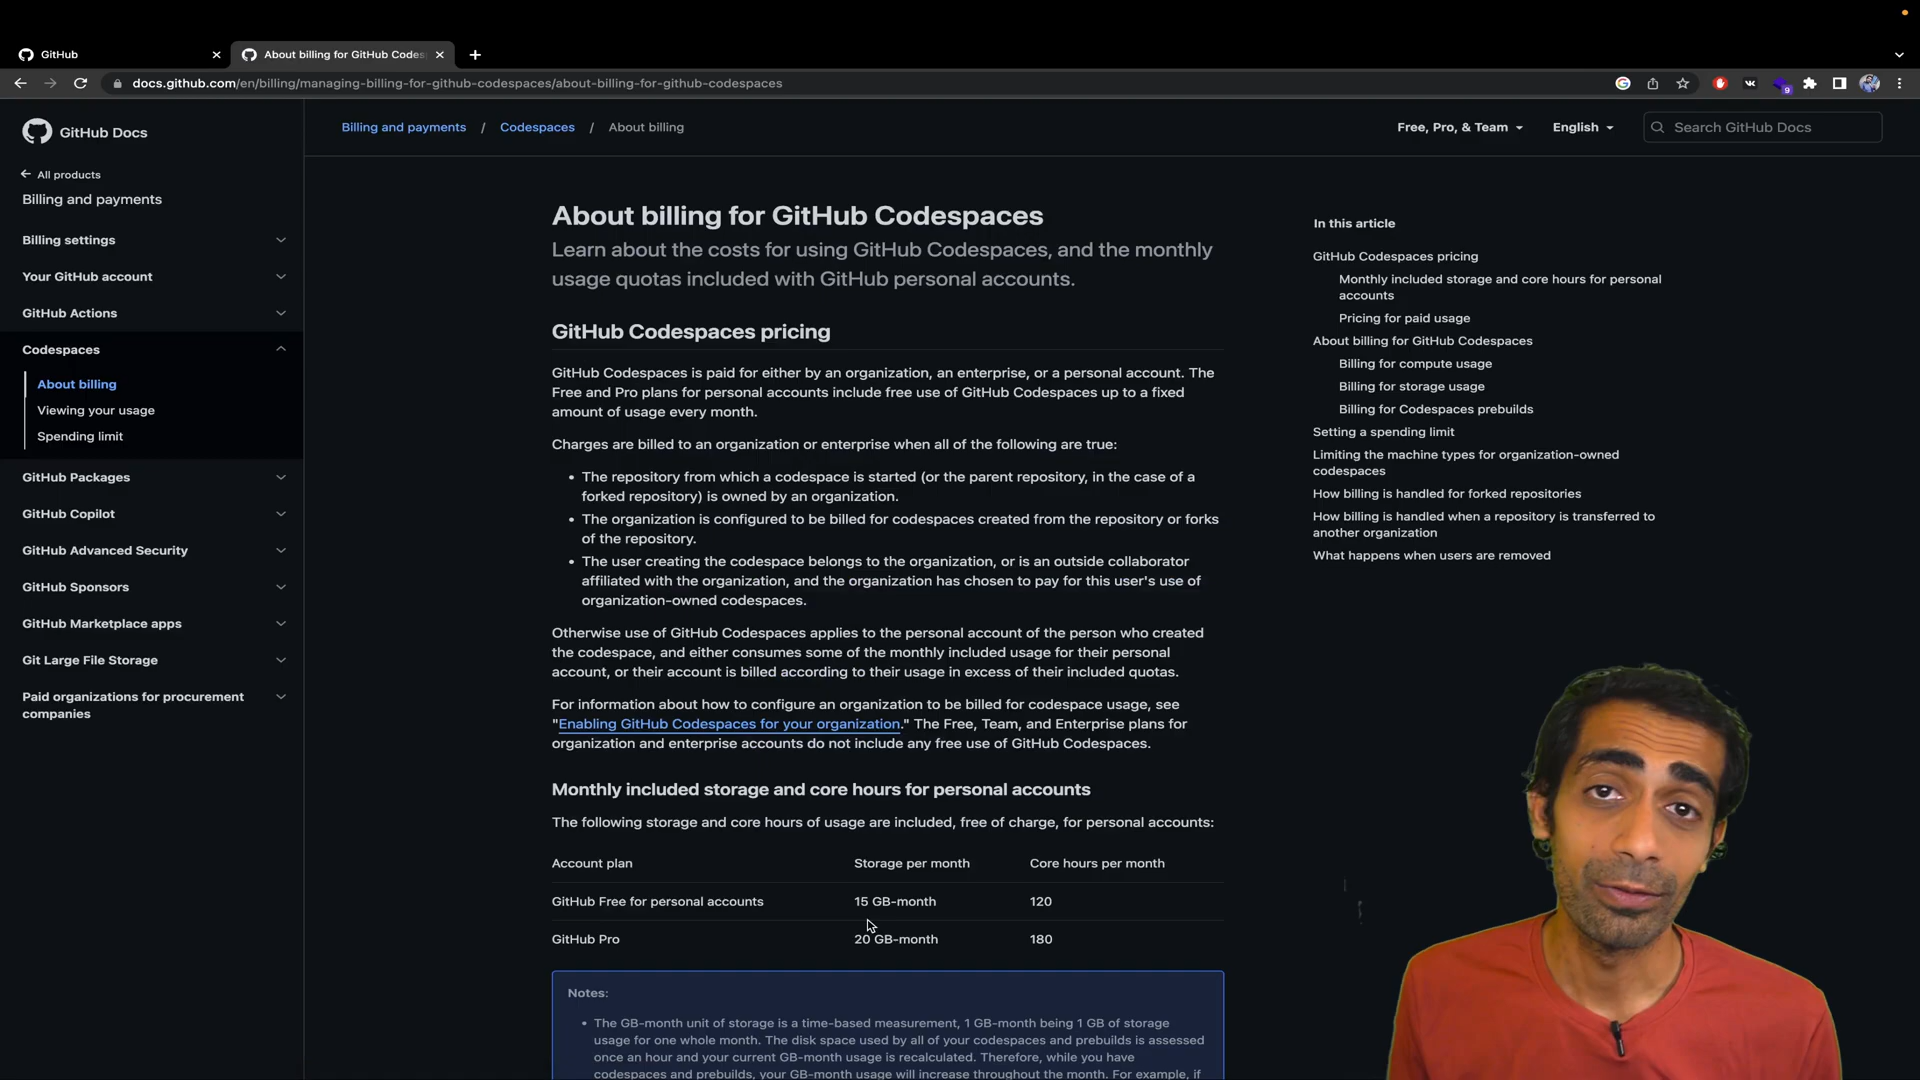 GitHub
About billing for GitHub Codes
docs.github.com/en/billing/managing-billing-for-github-codespaces/about-billing-for-github-codespaces
9
GitHub Docs
All products
Billing and payments
Billing settings
Your GitHub account
GitHub Actions
Codespaces
About billing
Viewing your usage
Spending limit
GitHub Packages
GitHub Copilot
GitHub Advanced Security
GitHub Sponsors
GitHub Marketplace apps
Git Large File Storage
Paid organizations for procurement
companies
Billing and payments / Codespaces / About billing
Free, Pro, & Team
English
Search GitHub Docs
About billing for GitHub Codespaces
Learn about the costs for using GitHub Codespaces, and the monthly
usage quotas included with GitHub personal accounts.
GitHub Codespaces pricing
GitHub Codespaces is paid for either by an organization, an enterprise, or a personal account. The
Free and Pro plans for personal accounts include free use of GitHub Codespaces up to a fixed
amount of usage every month.
Charges are billed to an organization or enterprise when all of the following are true:
• The repository from which a codespace is started (or the parent repository, in the case of a
forked repository) is owned by an organization.
• The organization is configured to be billed for codespaces created from the repository or forks
of the repository.
• The user creating the codespace belongs to the organization, or is an outside collaborator
affiliated with the organization, and the organization has chosen to pay for this user's use of
organization-owned codespaces.
Otherwise use of GitHub Codespaces applies to the personal account of the person who created
the codespace, and either consumes some of the monthly included usage for their personal
account, or their account is billed according to their usage in excess of their included quotas.
For information about how to configure an organization to be billed for codespace usage, see
"Enabling GitHub Codespaces for your organization." The Free, Team, and Enterprise plans for
organization and enterprise accounts do not include any free use of GitHub Codespaces.
Monthly included storage and core hours for personal accounts
The following storage and core hours of usage are included, free of charge, for personal accounts:
Account plan Storage per month Core hours per month
GitHub Free for personal accounts 15 GB-month 120
GitHub Pro 20 GB-month 180
Notes:
• The GB-month unit of storage is a time-based measurement, 1 GB-month being 1 GB of storage
usage for one whole month. The disk space used by all of your codespaces and prebuilds is assessed
once an hour and your current GB-month usage is recalculated. Therefore, while you have
codespaces and prebuilds, your GB-month usage will increase throughout the month. For example, if
In this article
GitHub Codespaces pricing
Monthly included storage and core hours for personal
accounts
Pricing for paid usage
About billing for GitHub Codespaces
Billing for compute usage
Billing for storage usage
Billing for Codespaces prebuilds
Setting a spending limit
Limiting the machine types for organization-owned
codespaces
How billing is handled for forked repositories
How billing is handled when a repository is transferred to
another organization
What happens when users are removed